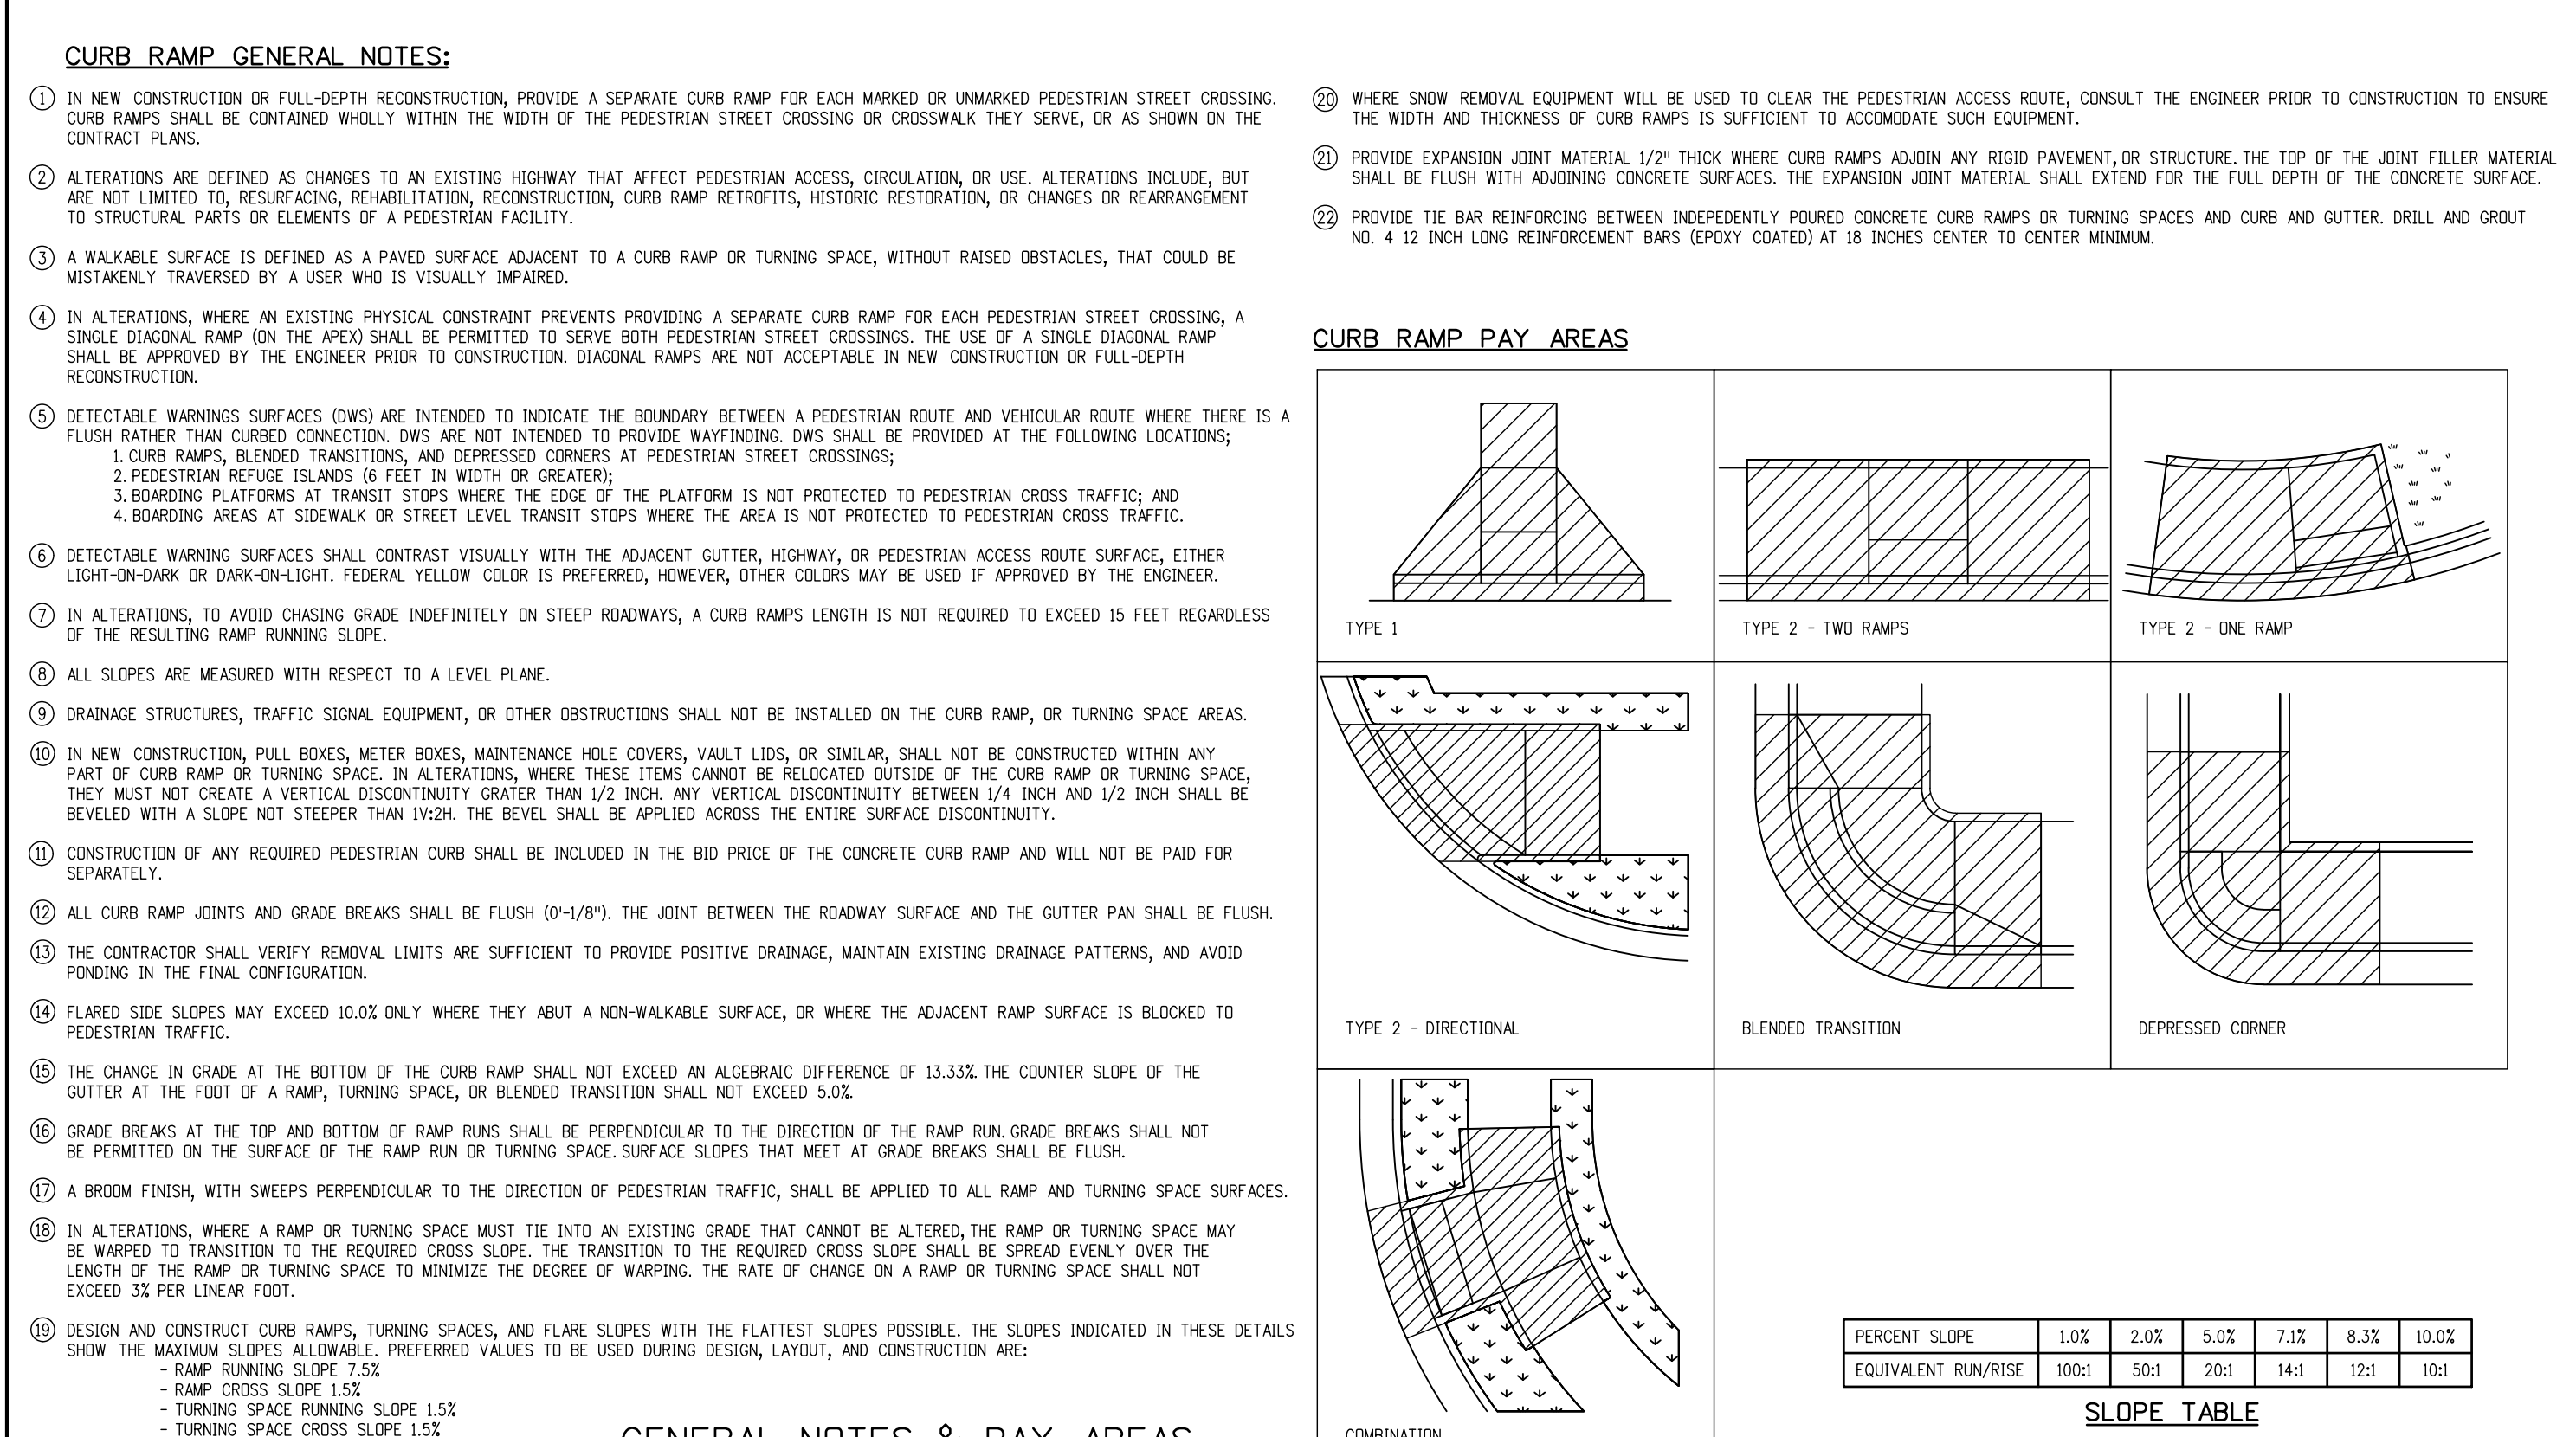 CURB RAMP GENERAL NOTES:
1 IN NEW CONSTRUCTION OR FULL-DEPTH RECONSTRUCTION, PROVIDE A SEPARATE CURB RAMP FOR EACH MARKED OR UNMARKED PEDESTRIAN STREET CROSSING.
CURB RAMPS SHALL BE CONTAINED WHOLLY WITHIN THE WIDTH OF THE PEDESTRIAN STREET CROSSING OR CROSSWALK THEY SERVE, OR AS SHOWN ON THE
CONTRACT PLANS.
2 ALTERATIONS ARE DEFINED AS CHANGES TO AN EXISTING HIGHWAY THAT AFFECT PEDESTRIAN ACCESS, CIRCULATION, OR USE. ALTERATIONS INCLUDE, BUT
ARE NOT LIMITED TO, RESURFACING, REHABILITATION, RECONSTRUCTION, CURB RAMP RETROFITS, HISTORIC RESTORATION, OR CHANGES OR REARRANGEMENT
TO STRUCTURAL PARTS OR ELEMENTS OF A PEDESTRIAN FACILITY.
3 A WALKABLE SURFACE IS DEFINED AS A PAVED SURFACE ADJACENT TO A CURB RAMP OR TURNING SPACE, WITHOUT RAISED OBSTACLES, THAT COULD BE
MISTAKENLY TRAVERSED BY A USER WHO IS VISUALLY IMPAIRED.
4 IN ALTERATIONS, WHERE AN EXISTING PHYSICAL CONSTRAINT PREVENTS PROVIDING A SEPARATE CURB RAMP FOR EACH PEDESTRIAN STREET CROSSING, A
SINGLE DIAGONAL RAMP (ON THE APEX) SHALL BE PERMITTED TO SERVE BOTH PEDESTRIAN STREET CROSSINGS. THE USE OF A SINGLE DIAGONAL RAMP
SHALL BE APPROVED BY THE ENGINEER PRIOR TO CONSTRUCTION. DIAGONAL RAMPS ARE NOT ACCEPTABLE IN NEW CONSTRUCTION OR FULL-DEPTH
RECONSTRUCTION.
5 DETECTABLE WARNINGS SURFACES (DWS) ARE INTENDED TO INDICATE THE BOUNDARY BETWEEN A PEDESTRIAN ROUTE AND VEHICULAR ROUTE WHERE THERE IS A
FLUSH RATHER THAN CURBED CONNECTION. DWS ARE NOT INTENDED TO PROVIDE WAYFINDING. DWS SHALL BE PROVIDED AT THE FOLLOWING LOCATIONS;
1. CURB RAMPS, BLENDED TRANSITIONS, AND DEPRESSED CORNERS AT PEDESTRIAN STREET CROSSINGS;
2. PEDESTRIAN REFUGE ISLANDS (6 FEET IN WIDTH OR GREATER);
3. BOARDING PLATFORMS AT TRANSIT STOPS WHERE THE EDGE OF THE PLATFORM IS NOT PROTECTED TO PEDESTRIAN CROSS TRAFFIC; AND
4. BOARDING AREAS AT SIDEWALK OR STREET LEVEL TRANSIT STOPS WHERE THE AREA IS NOT PROTECTED TO PEDESTRIAN CROSS TRAFFIC.
6 DETECTABLE WARNING SURFACES SHALL CONTRAST VISUALLY WITH THE ADJACENT GUTTER, HIGHWAY, OR PEDESTRIAN ACCESS ROUTE SURFACE, EITHER
LIGHT-ON-DARK OR DARK-ON-LIGHT. FEDERAL YELLOW COLOR IS PREFERRED, HOWEVER, OTHER COLORS MAY BE USED IF APPROVED BY THE ENGINEER.
7 IN ALTERATIONS, TO AVOID CHASING GRADE INDEFINITELY ON STEEP ROADWAYS, A CURB RAMPS LENGTH IS NOT REQUIRED TO EXCEED 15 FEET REGARDLESS
OF THE RESULTING RAMP RUNNING SLOPE.
8 ALL SLOPES ARE MEASURED WITH RESPECT TO A LEVEL PLANE.
9 DRAINAGE STRUCTURES, TRAFFIC SIGNAL EQUIPMENT, OR OTHER OBSTRUCTIONS SHALL NOT BE INSTALLED ON THE CURB RAMP, OR TURNING SPACE AREAS.
10 IN NEW CONSTRUCTION, PULL BOXES, METER BOXES, MAINTENANCE HOLE COVERS, VAULT LIDS, OR SIMILAR, SHALL NOT BE CONSTRUCTED WITHIN ANY
PART OF CURB RAMP OR TURNING SPACE. IN ALTERATIONS, WHERE THESE ITEMS CANNOT BE RELOCATED OUTSIDE OF THE CURB RAMP OR TURNING SPACE,
THEY MUST NOT CREATE A VERTICAL DISCONTINUITY GRATER THAN 1/2 INCH. ANY VERTICAL DISCONTINUITY BETWEEN 1/4 INCH AND 1/2 INCH SHALL BE
BEVELED WITH A SLOPE NOT STEEPER THAN 1V:2H. THE BEVEL SHALL BE APPLIED ACROSS THE ENTIRE SURFACE DISCONTINUITY.
11 CONSTRUCTION OF ANY REQUIRED PEDESTRIAN CURB SHALL BE INCLUDED IN THE BID PRICE OF THE CONCRETE CURB RAMP AND WILL NOT BE PAID FOR
SEPARATELY.
12 ALL CURB RAMP JOINTS AND GRADE BREAKS SHALL BE FLUSH (0'-1/8"). THE JOINT BETWEEN THE ROADWAY SURFACE AND THE GUTTER PAN SHALL BE FLUSH.
13 THE CONTRACTOR SHALL VERIFY REMOVAL LIMITS ARE SUFFICIENT TO PROVIDE POSITIVE DRAINAGE, MAINTAIN EXISTING DRAINAGE PATTERNS, AND AVOID
PONDING IN THE FINAL CONFIGURATION.
14 FLARED SIDE SLOPES MAY EXCEED 10.0% ONLY WHERE THEY ABUT A NON-WALKABLE SURFACE, OR WHERE THE ADJACENT RAMP SURFACE IS BLOCKED TO
PEDESTRIAN TRAFFIC.
15 THE CHANGE IN GRADE AT THE BOTTOM OF THE CURB RAMP SHALL NOT EXCEED AN ALGEBRAIC DIFFERENCE OF 13.33%. THE COUNTER SLOPE OF THE
GUTTER AT THE FOOT OF A RAMP, TURNING SPACE, OR BLENDED TRANSITION SHALL NOT EXCEED 5.0%.
16 GRADE BREAKS AT THE TOP AND BOTTOM OF RAMP RUNS SHALL BE PERPENDICULAR TO THE DIRECTION OF THE RAMP RUN. GRADE BREAKS SHALL NOT
BE PERMITTED ON THE SURFACE OF THE RAMP RUN OR TURNING SPACE. SURFACE SLOPES THAT MEET AT GRADE BREAKS SHALL BE FLUSH.
17 A BROOM FINISH, WITH SWEEPS PERPENDICULAR TO THE DIRECTION OF PEDESTRIAN TRAFFIC, SHALL BE APPLIED TO ALL RAMP AND TURNING SPACE SURFACES.
18 IN ALTERATIONS, WHERE A RAMP OR TURNING SPACE MUST TIE INTO AN EXISTING GRADE THAT CANNOT BE ALTERED, THE RAMP OR TURNING SPACE MAY
BE WARPED TO TRANSITION TO THE REQUIRED CROSS SLOPE. THE TRANSITION TO THE REQUIRED CROSS SLOPE SHALL BE SPREAD EVENLY OVER THE
LENGTH OF THE RAMP OR TURNING SPACE TO MINIMIZE THE DEGREE OF WARPING. THE RATE OF CHANGE ON A RAMP OR TURNING SPACE SHALL NOT
EXCEED 3% PER LINEAR FOOT.
19 DESIGN AND CONSTRUCT CURB RAMPS, TURNING SPACES, AND FLARE SLOPES WITH THE FLATTEST SLOPES POSSIBLE. THE SLOPES INDICATED IN THESE DETAILS
SHOW THE MAXIMUM SLOPES ALLOWABLE. PREFERRED VALUES TO BE USED DURING DESIGN, LAYOUT, AND CONSTRUCTION ARE:
- RAMP RUNNING SLOPE 7.5%
- RAMP CROSS SLOPE 1.5%
- TURNING SPACE RUNNING SLOPE 1.5%
- TURNING SPACE CROSS SLOPE 1.5%
GENERAL NOTES & PAY AREAS
20 WHERE SNOW REMOVAL EQUIPMENT WILL BE USED TO CLEAR THE PEDESTRIAN ACCESS ROUTE, CONSULT THE ENGINEER PRIOR TO CONSTRUCTION TO ENSURE
THE WIDTH AND THICKNESS OF CURB RAMPS IS SUFFICIENT TO ACCOMODATE SUCH EQUIPMENT.
21 PROVIDE EXPANSION JOINT MATERIAL 1/2" THICK WHERE CURB RAMPS ADJOIN ANY RIGID PAVEMENT, OR STRUCTURE. THE TOP OF THE JOINT FILLER MATERIAL
SHALL BE FLUSH WITH ADJOINING CONCRETE SURFACES. THE EXPANSION JOINT MATERIAL SHALL EXTEND FOR THE FULL DEPTH OF THE CONCRETE SURFACE.
22 PROVIDE TIE BAR REINFORCING BETWEEN INDEPEDENTLY POURED CONCRETE CURB RAMPS OR TURNING SPACES AND CURB AND GUTTER. DRILL AND GROUT
NO. 4 12 INCH LONG REINFORCEMENT BARS (EPOXY COATED) AT 18 INCHES CENTER TO CENTER MINIMUM.
CURB RAMP PAY AREAS
TYPE 1
TYPE 2 - TWO RAMPS
TYPE 2 - ONE RAMP
TYPE 2 - DIRECTIONAL
BLENDED TRANSITION
DEPRESSED CORNER
COMBINATION
PERCENT SLOPE 1.0% 2.0% 5.0% 7.1% 8.3% 10.0%
EQUIVALENT RUN/RISE 100:1 50:1 20:1 14:1 12:1 10:1
SLOPE TABLE